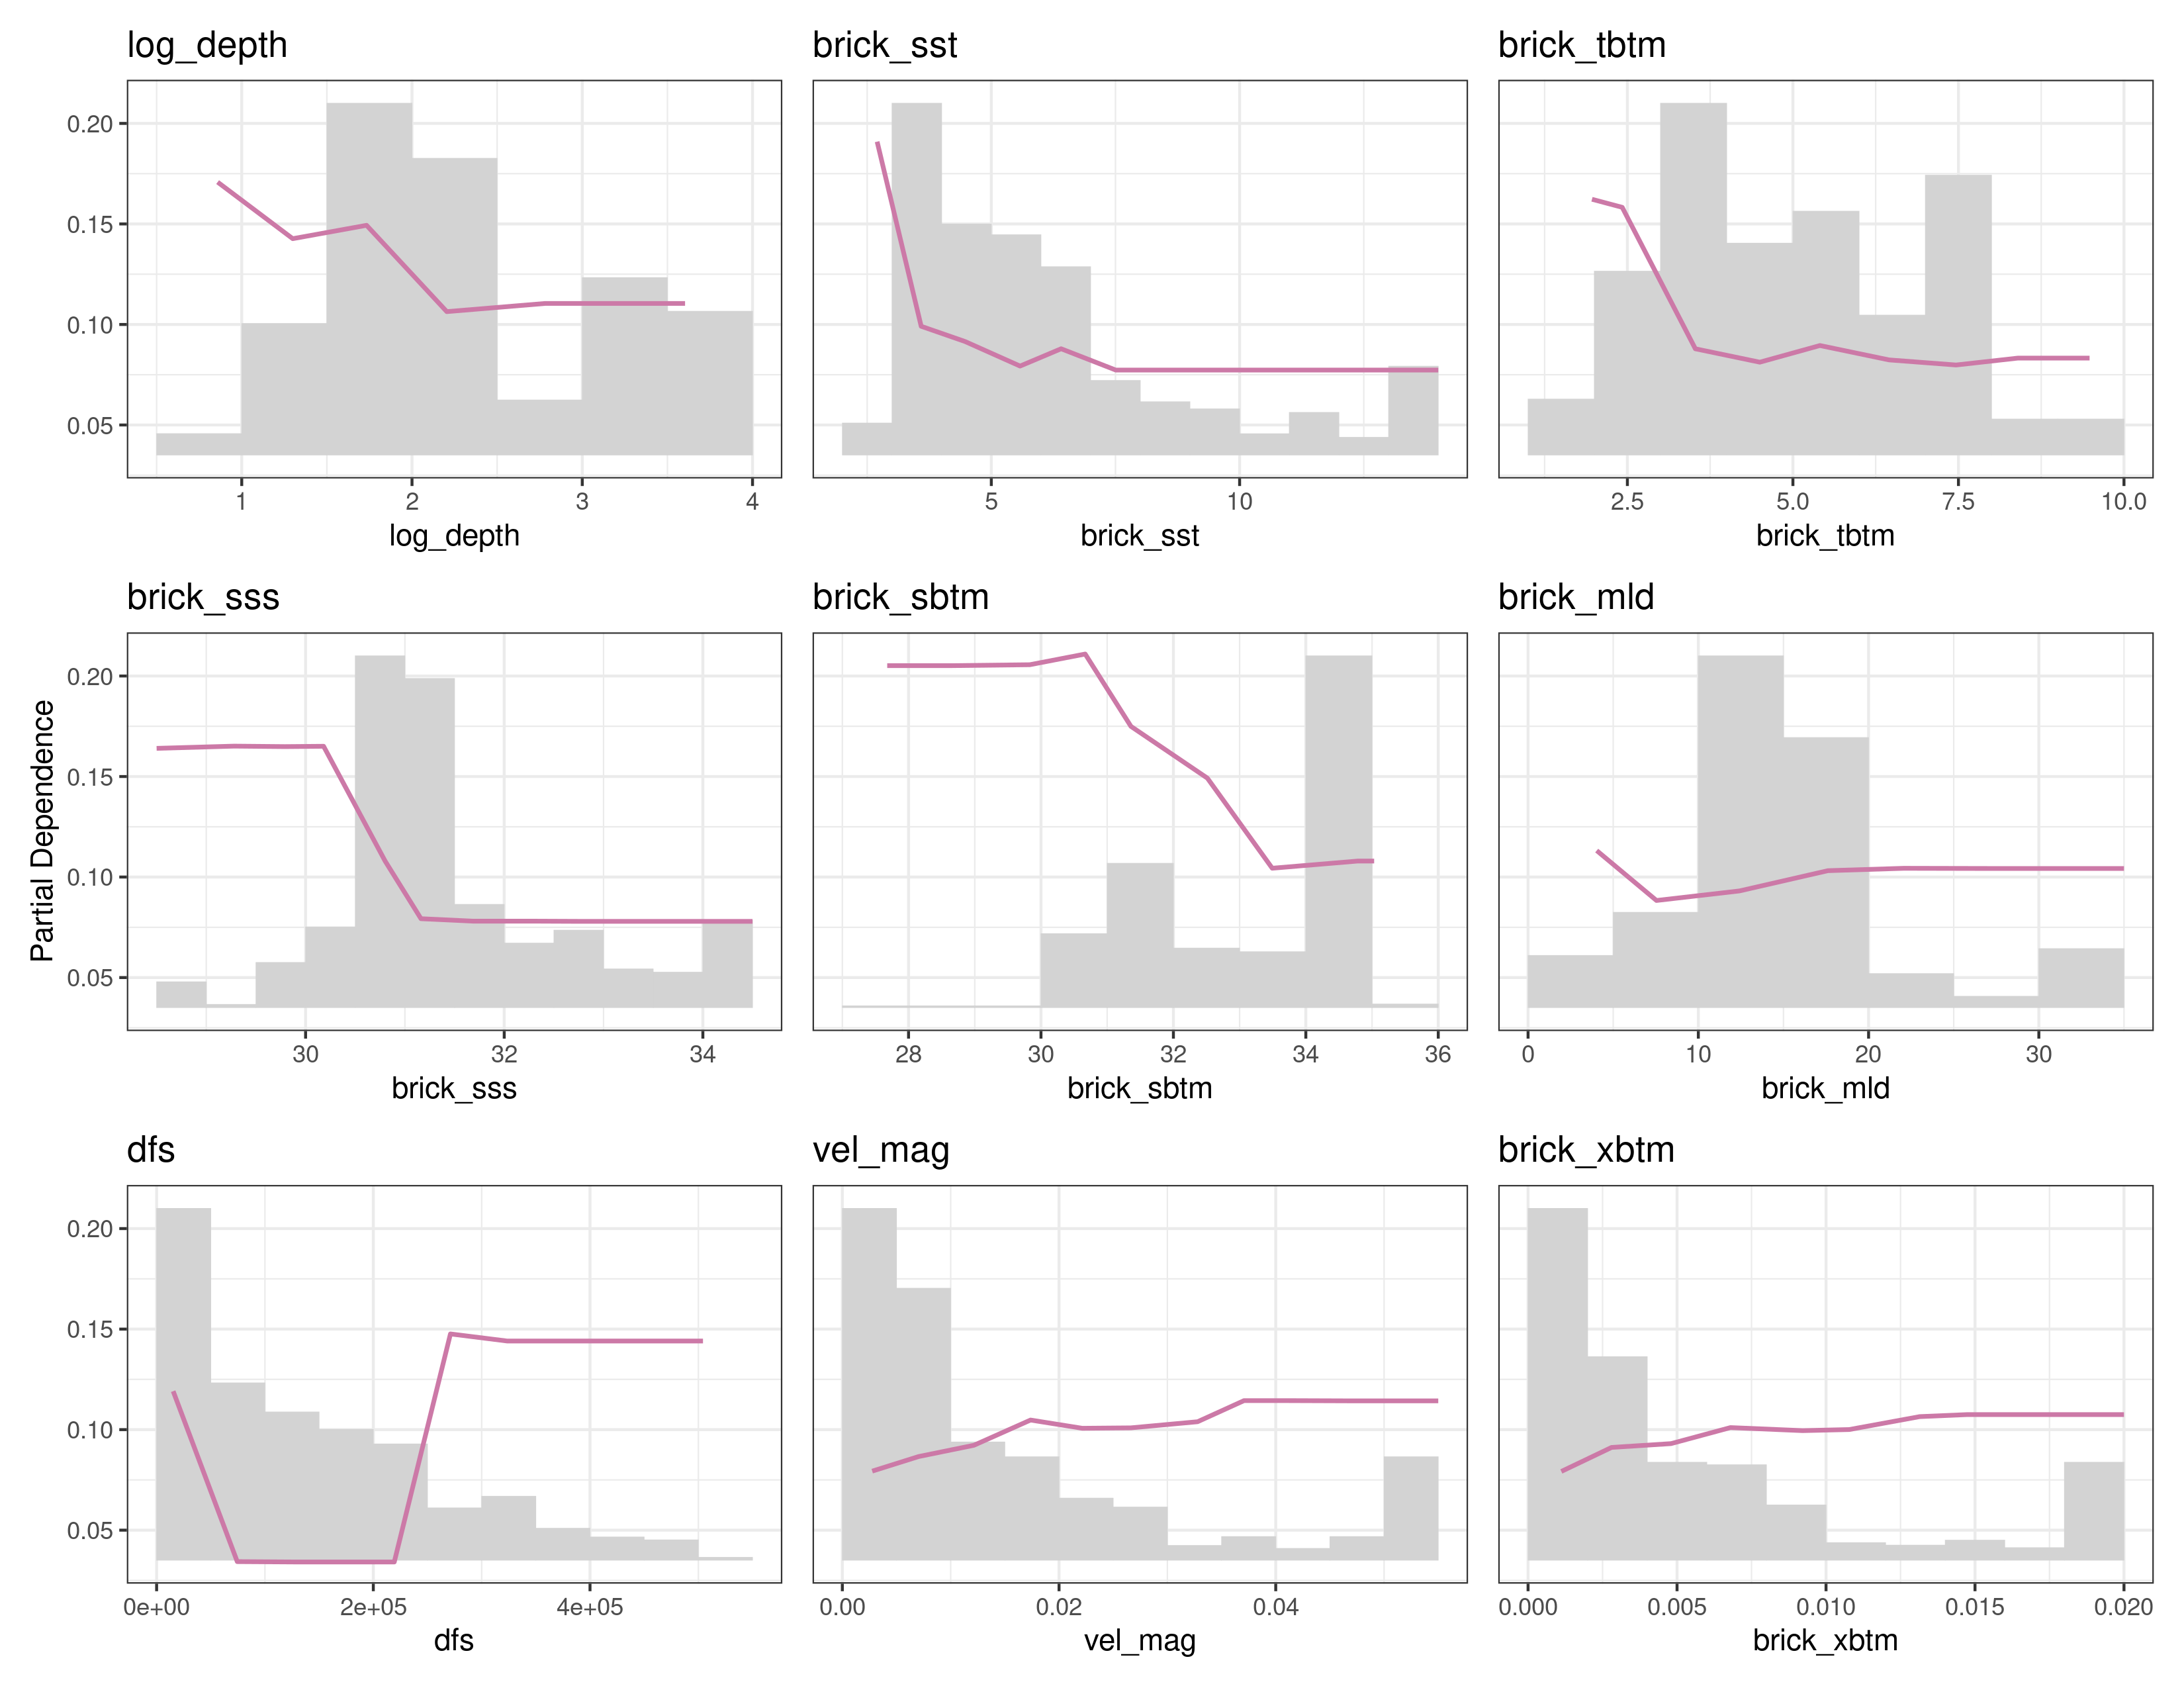 log_depth
brick_sst
brick_tbtm
0.20
0.15
0.10
0.05
1 2 3 4
5 10
2.5 5.0 7.5 10.0
log_depth
brick_sst
brick_tbtm
brick_sss
brick_sbtm
brick_mld
Partial Dependence
0.20
0.15
0.10
0.05
30 32 34
28 30 32 34 36
0 10 20 30
brick_sss
brick_sbtm
brick_mld
dfs
vel_mag
brick_xbtm
0.20
0.15
0.10
0.05
0e+00 2e+05 4e+05
0.00 0.02 0.04
0.000 0.005 0.010 0.015 0.020
dfs
vel_mag
brick_xbtm